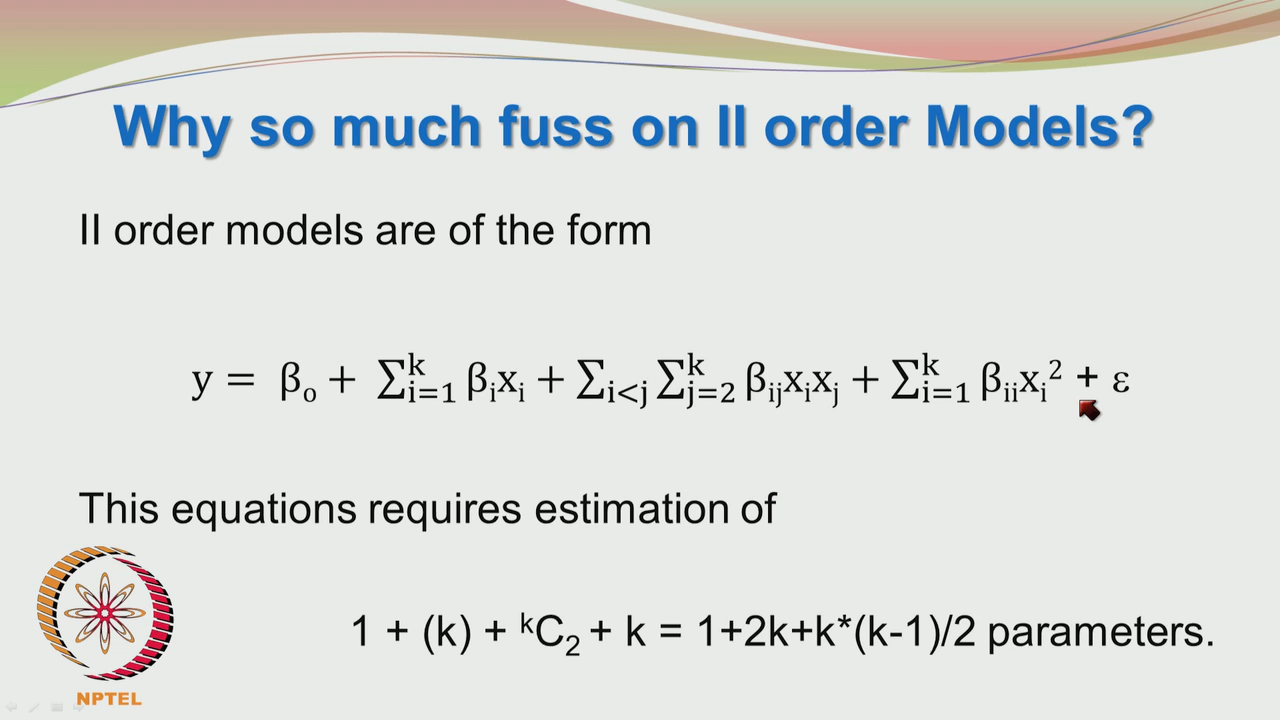 Why so much fuss on II order Models?
II order models are of the form
y = βₒ + ∑ᵏᵢ₌₁ βᵢxᵢ + ∑i<j ∑ᵏⱼ₌₂ βᵢⱼxᵢxⱼ + ∑ᵏᵢ₌₁ βᵢᵢxᵢ² + ε
This equations requires estimation of
1 + (k) + ᵏC₂ + k = 1+2k+k*(k-1)/2 parameters.
NPTEL